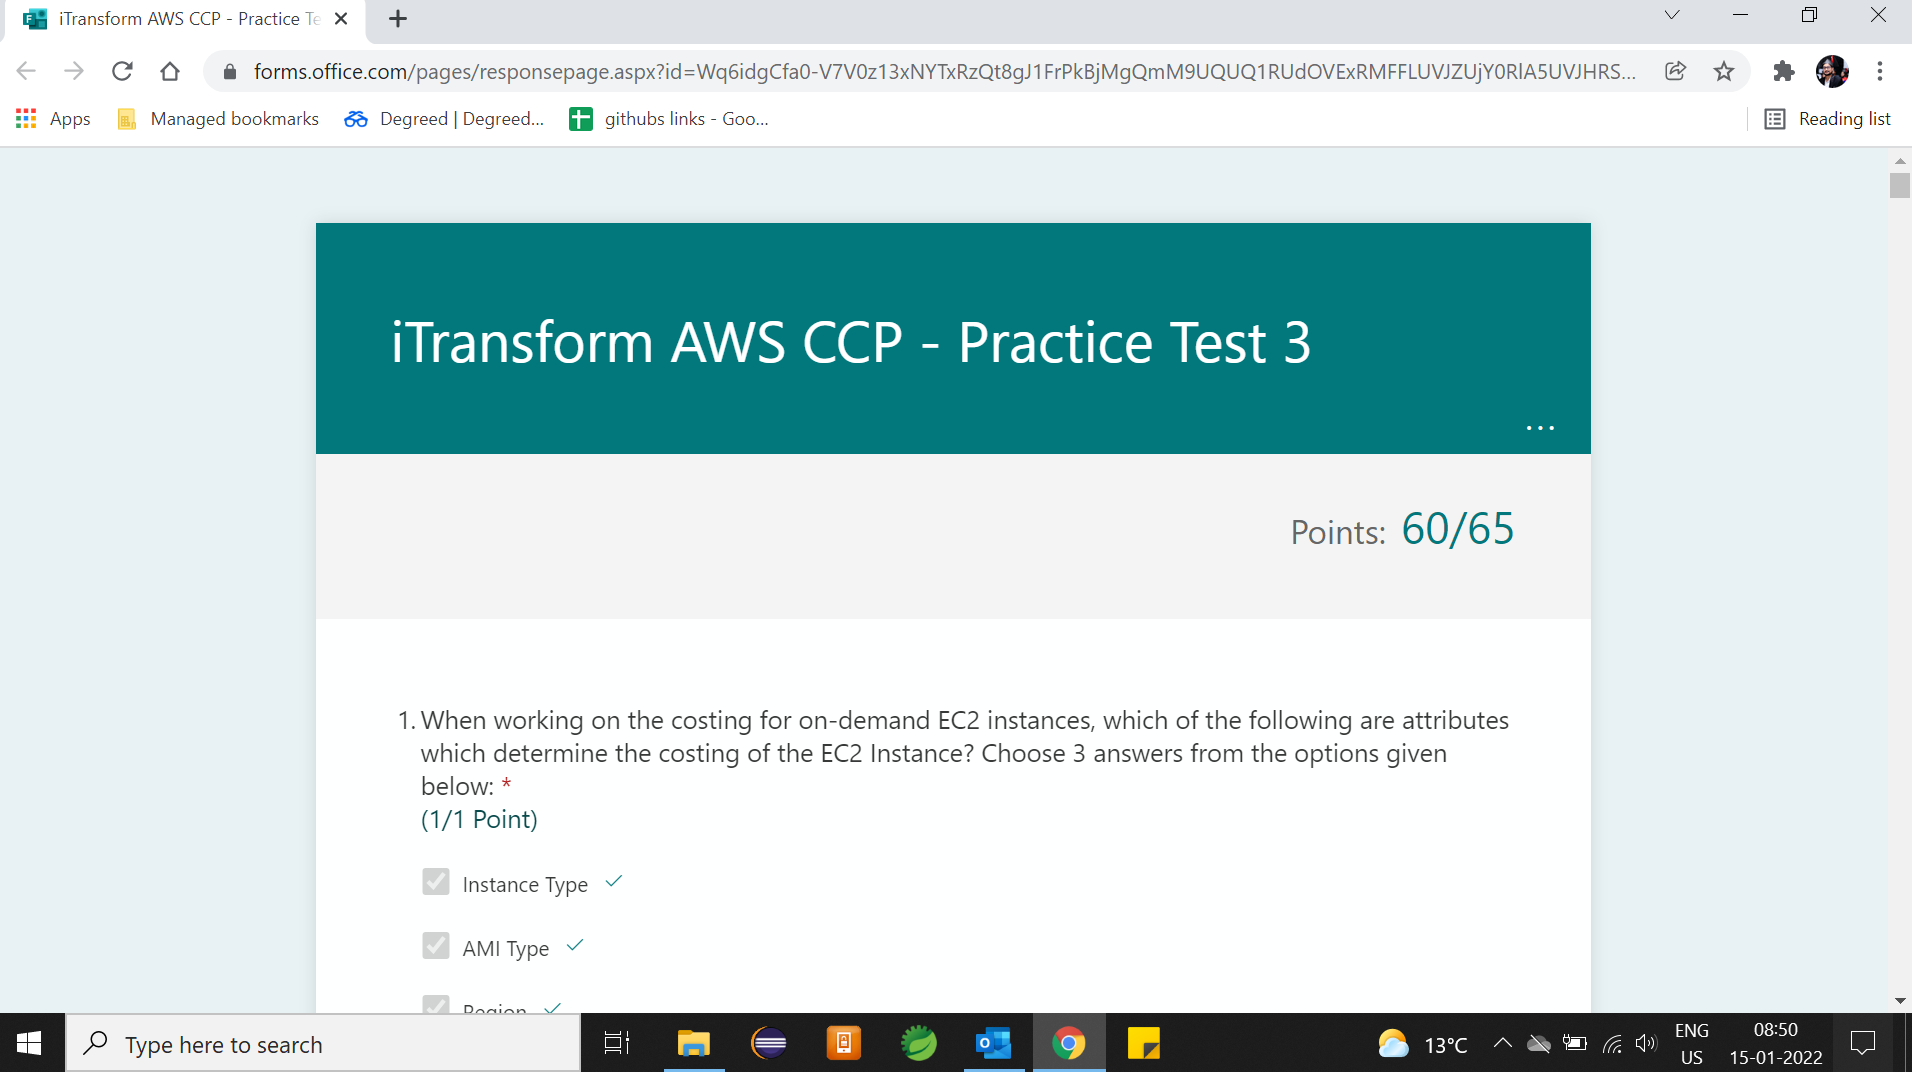 iTransform AWS CCP - Practice Te
forms.office.com/pages/responsepage.aspx?id=Wq6idgCfa0-V7V0z13xNYTxRzQt8gJ1FrPkBjMgQmM9UQUQ1RUdOVExRMFFLUVJZUjY0RlA5UVJHRS...
Apps Managed bookmarks Degreed | Degreed... githubs links - Goo... Reading list
iTransform AWS CCP - Practice Test 3
...
Points: 60/65
1. When working on the costing for on-demand EC2 instances, which of the following are attributes
which determine the costing of the EC2 Instance? Choose 3 answers from the options given
below: *
(1/1 Point)
Instance Type
AMI Type
Region
Type here to search
13°C
ENG
US
08:50
15-01-2022